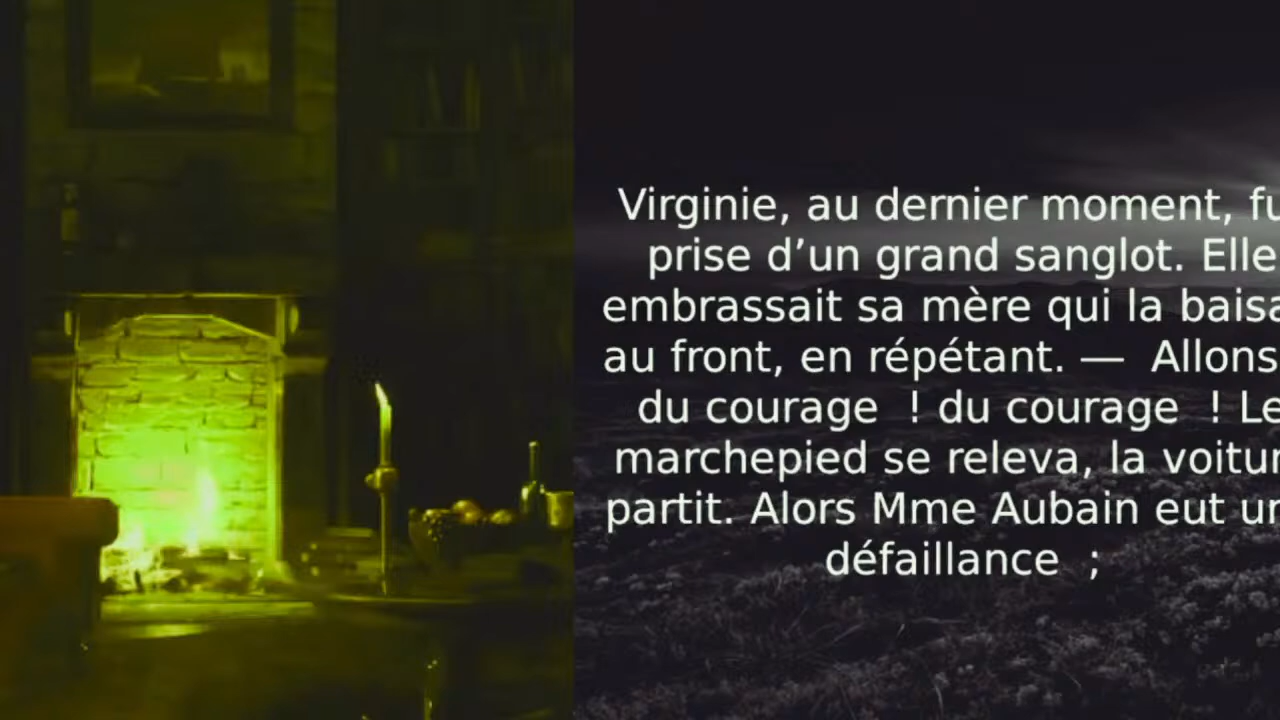 Virginie, au dernier moment, fu
prise d’un grand sanglot. Elle
embrassait sa mère qui la baisa
au front, en répétant. — Allons
du courage ! du courage ! Le
marchepied se releva, la voitur
partit. Alors Mme Aubain eut un
défaillance ;